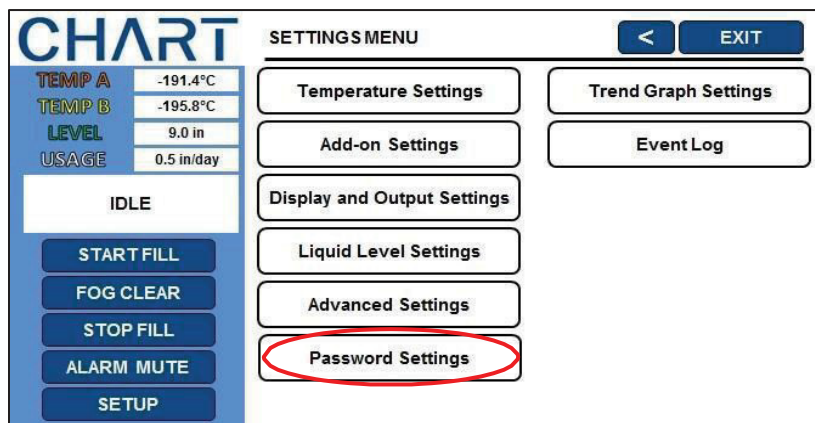 CHART
TEMP A -191.4°C
TEMP B -195.8°C
LEVEL 9.0 in
USAGE 0.5 in/day
IDLE
START FILL
FOG CLEAR
STOP FILL
ALARM MUTE
SETUP
SETTINGS MENU
< EXIT
Temperature Settings
Add-on Settings
Display and Output Settings
Liquid Level Settings
Advanced Settings
Password Settings
Trend Graph Settings
Event Log